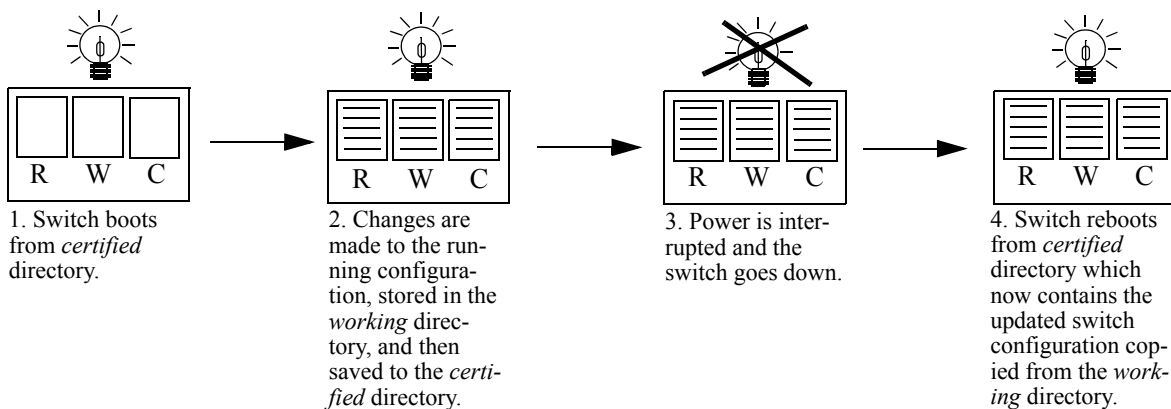 R W C
1. Switch boots
from certified
directory.
R W C
2. Changes are
made to the run-
ning configura-
tion, stored in the
working direc-
tory, and then
saved to the certi-
fied directory.
R W C
3. Power is inter-
rupted and the
switch goes down.
R W C
4. Switch reboots
from certified
directory which
now contains the
updated switch
configuration cop-
ied from the work-
ing directory.